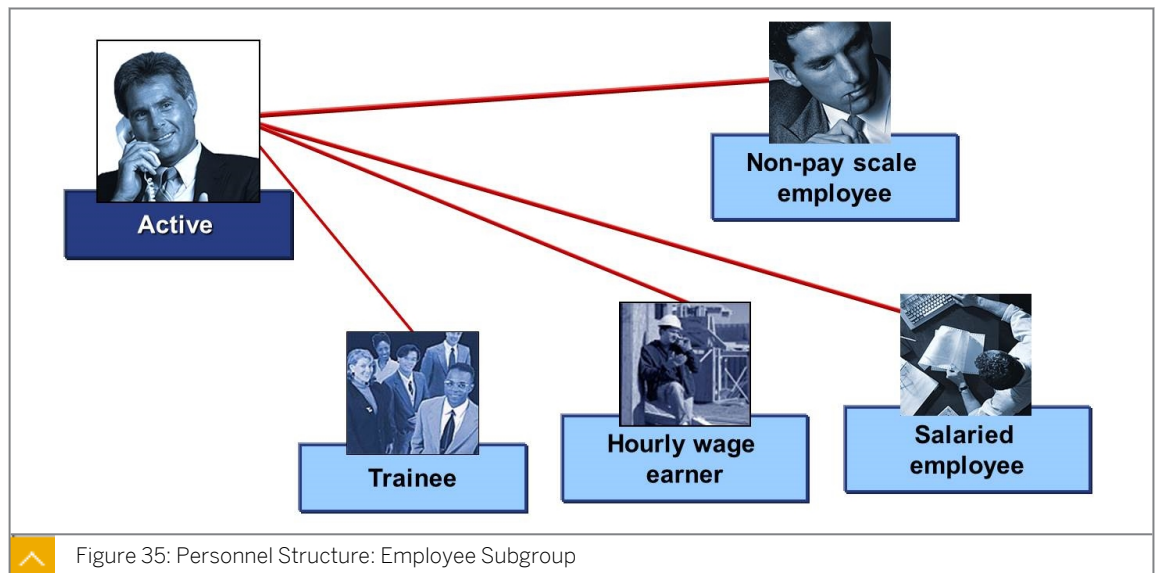 Non-pay scale
employee
Active
Trainee
Hourly wage
earner
Salaried
employee
Figure 35: Personnel Structure: Employee Subgroup